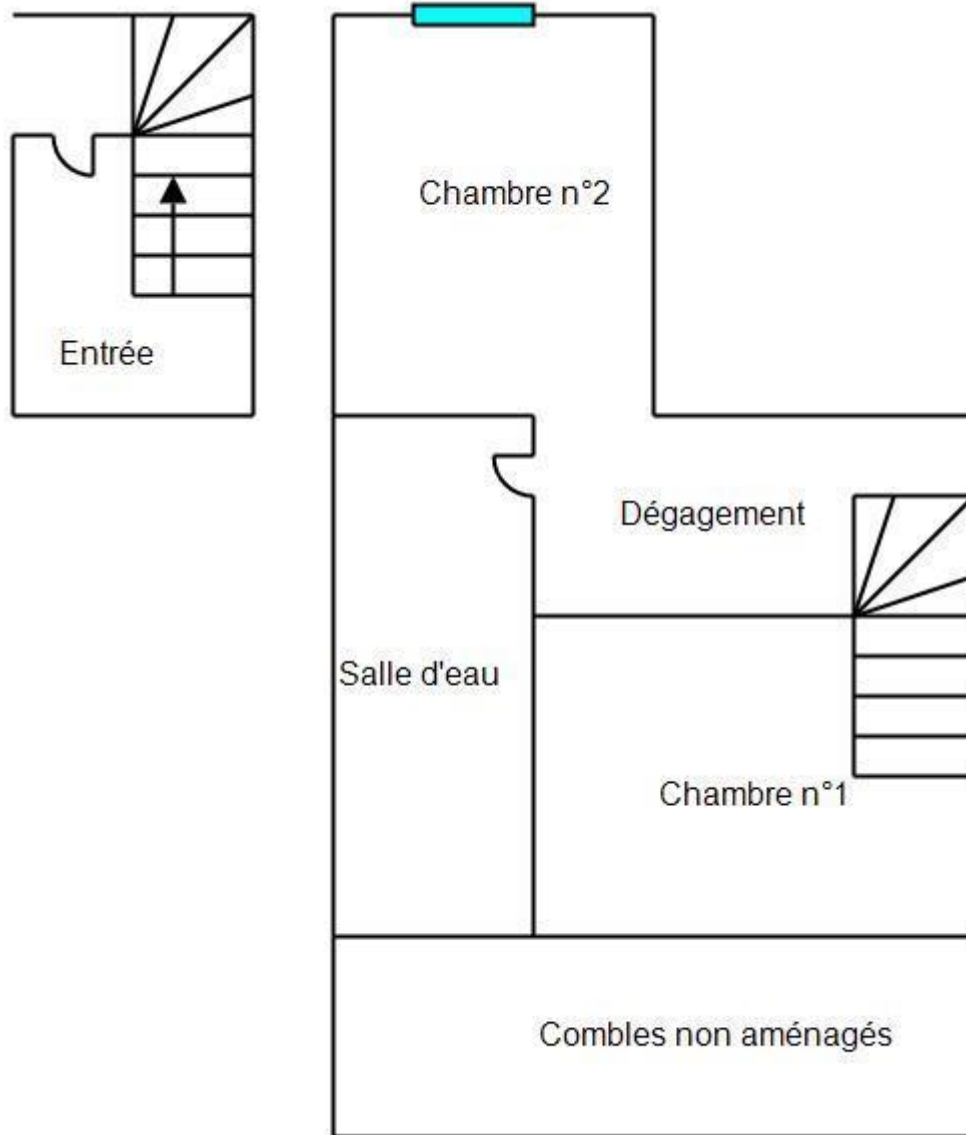 Chambre n°2
Entrée
Dégagement
Salle d'eau
Chambre n°1
Combles non aménagés